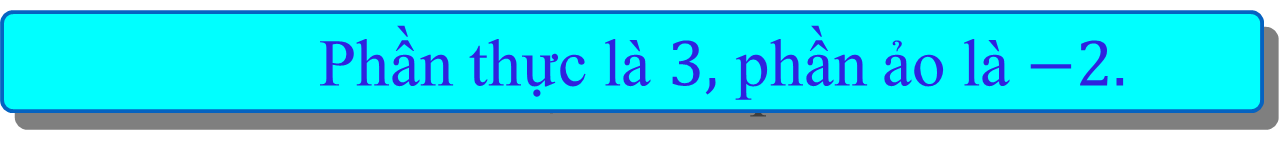 Phần thực là 3, phần ảo là −2.